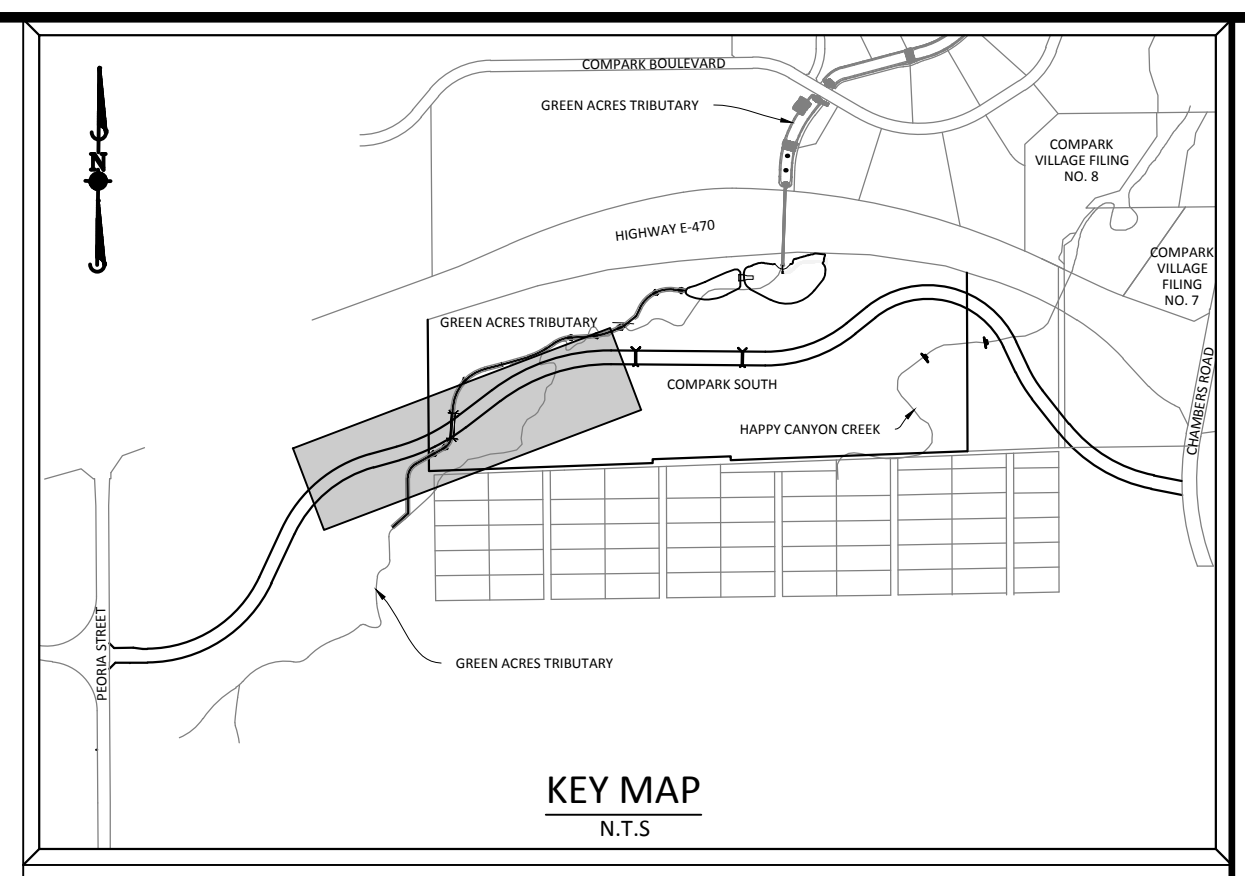 COMPARK BOULEVARD
GREEN ACRES TRIBUTARY
N
COMPARK
VILLAGE FILING
NO. 8
HIGHWAY E-470
COMPARK
VILLAGE
FILING
NO. 7
GREEN ACRES TRIBUTARY
COMPARK SOUTH
HAPPY CANYON CREEK
CHAMBERS ROAD
PEORIA STREET
GREEN ACRES TRIBUTARY
KEY MAP
N.T.S